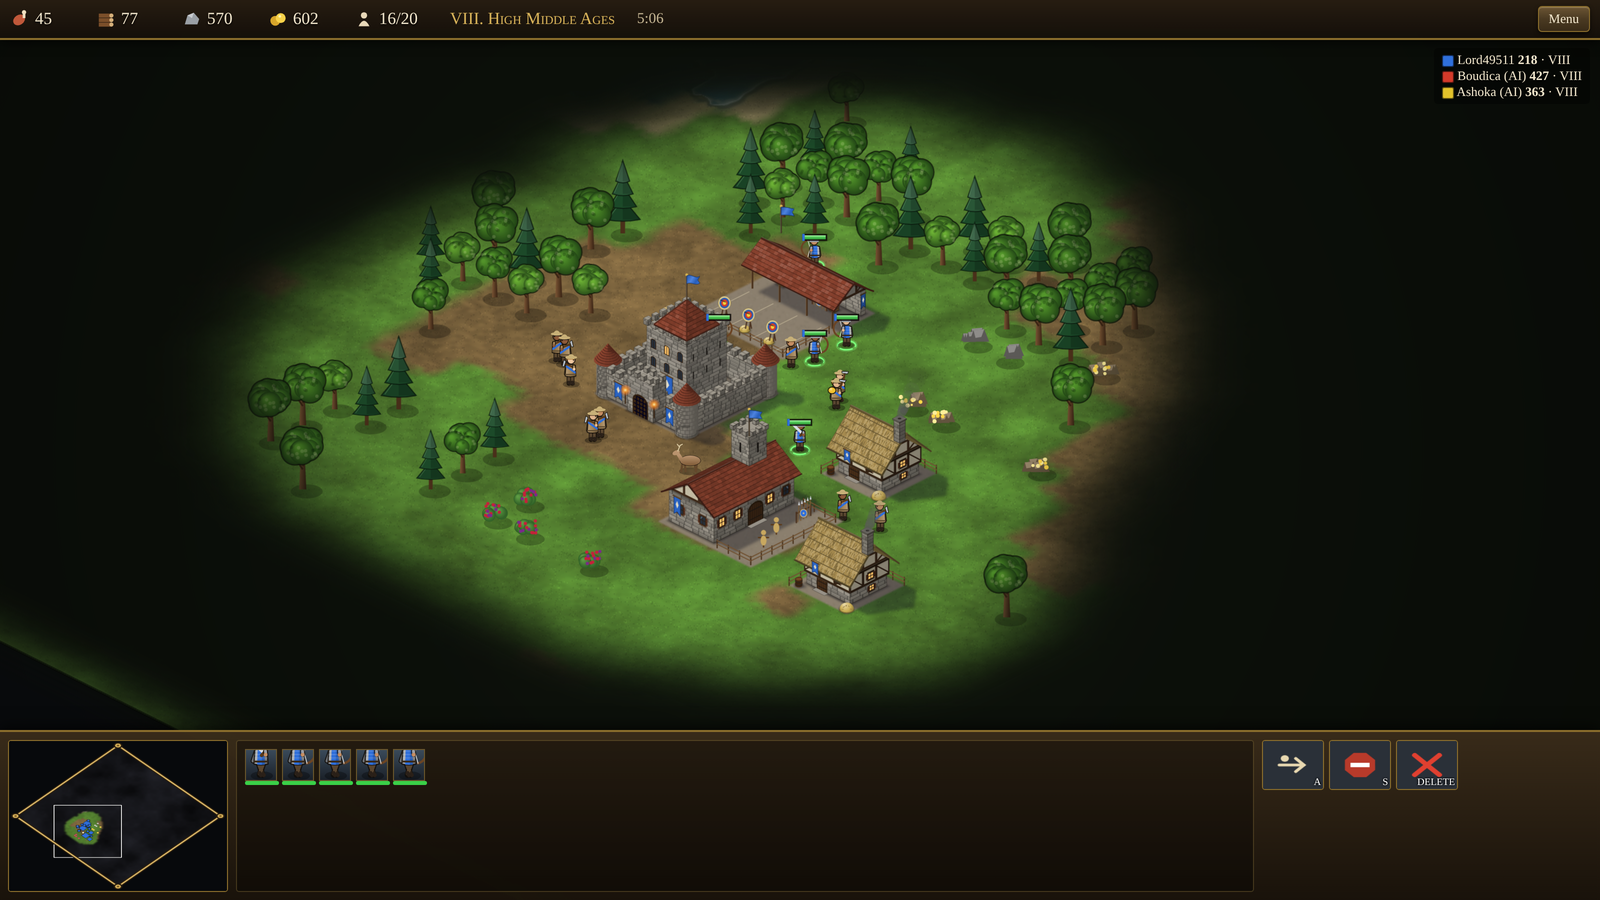 45 77 570 602 16/20 VIII. High Middle Ages 5:06 Menu
Lord49511 218 · VIII
Boudica (AI) 427 · VIII
Ashoka (AI) 363 · VIII
A S DELETE